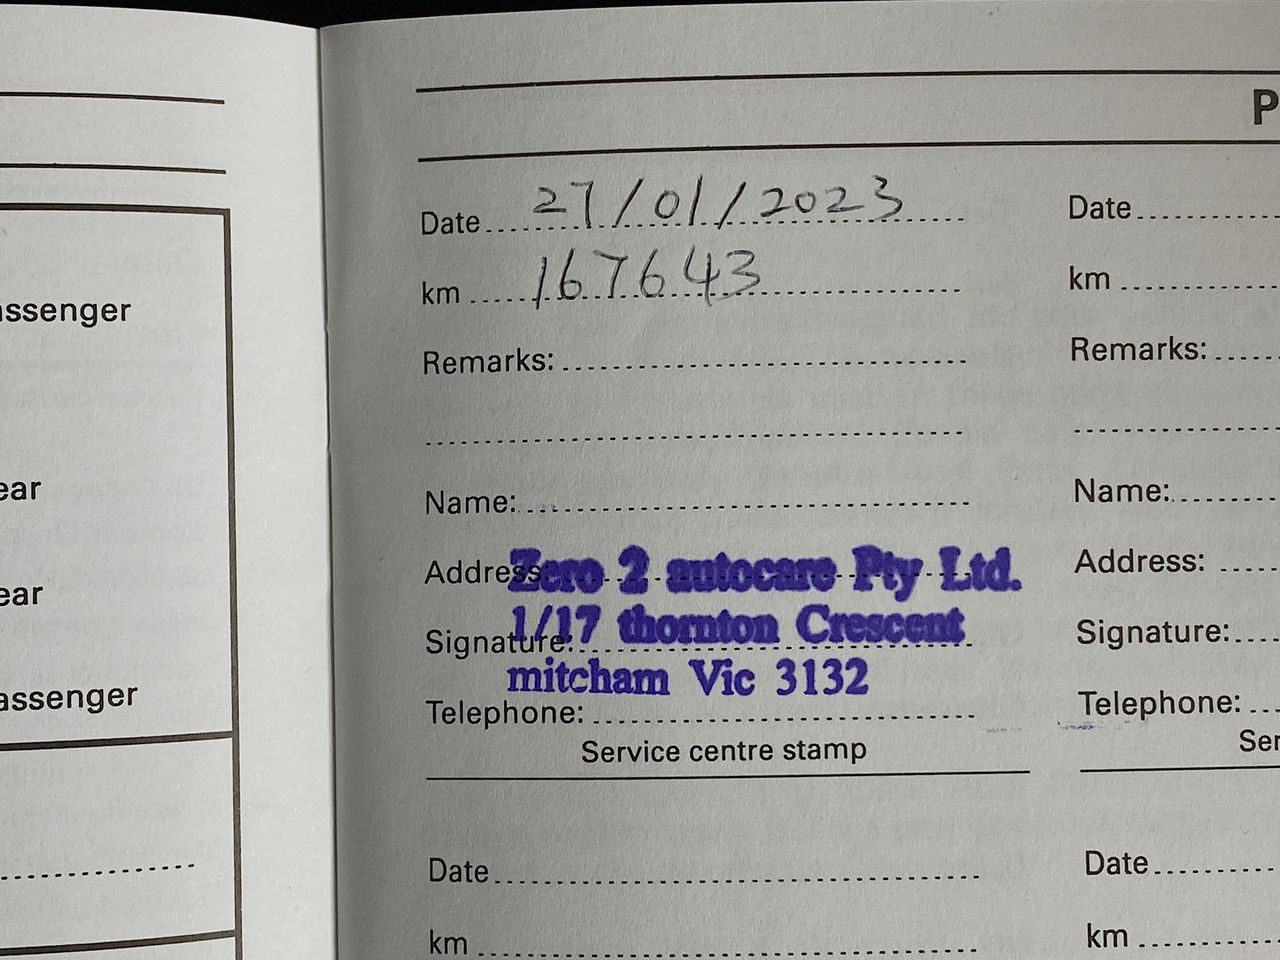 assenger
ear
ear
assenger
P
Date 27/01/2023
km 167643
Remarks:
Name:
Address:
Zero 2 autocare Pty Ltd.
Signature:
1/17 thornton Crescent
mitcham Vic 3132
Telephone:
Service centre stamp
Date
km
Date
km
Remarks:
Name:
Address:
Signature:
Telephone:
Ser
Date
km